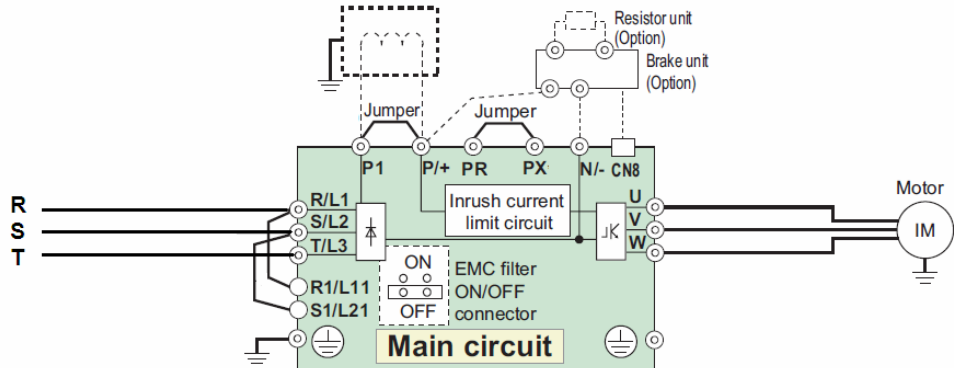 Resistor unit
(Option)
Brake unit
(Option)
Jumper
Jumper
P1
P/+
PR
PX
N/-
CN8
R
S
T
R/L1
S/L2
T/L3
R1/L11
S1/L21
Inrush current
limit circuit
U
V
W
Motor
IM
ON
OFF
EMC filter
ON/OFF
connector
Main circuit